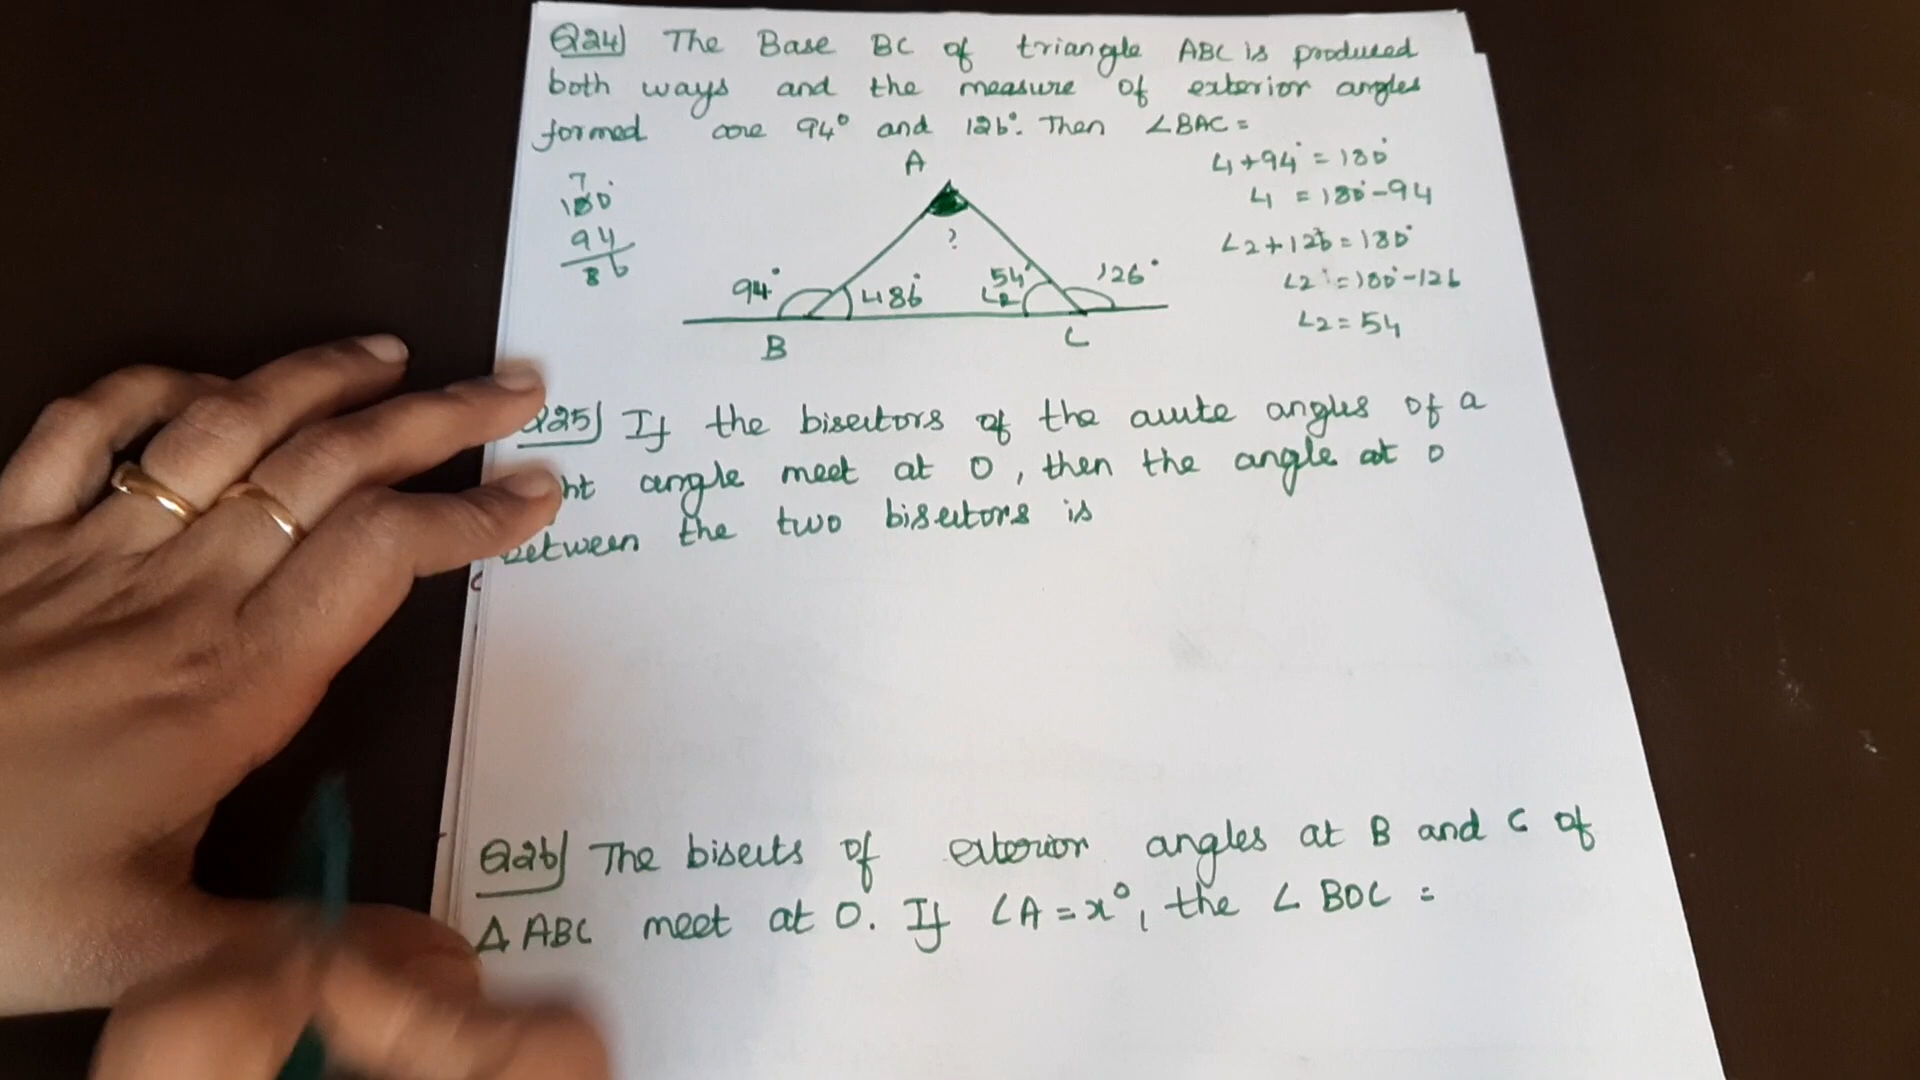 Q24) The Base BC of triangle ABC is produced
both ways and the measure of exterior angles
formed are 94° and 126°. Then ∠BAC =
A
7
180°
94
86
∠1+94° = 180°
∠1 = 180°-94
∠2+126 = 180°
∠2 = 180°-126
∠2 = 54
?
94°
∠1 86°
54°
∠2
126°
B
C
Q25) If the bisectors of the acute angles of a
ht angle meet at O, then the angle at O
between the two bisectors is
Q26) The bisects of exterior angles at B and C of
∆ ABC meet at O. If ∠A = x°, the ∠ BOC =